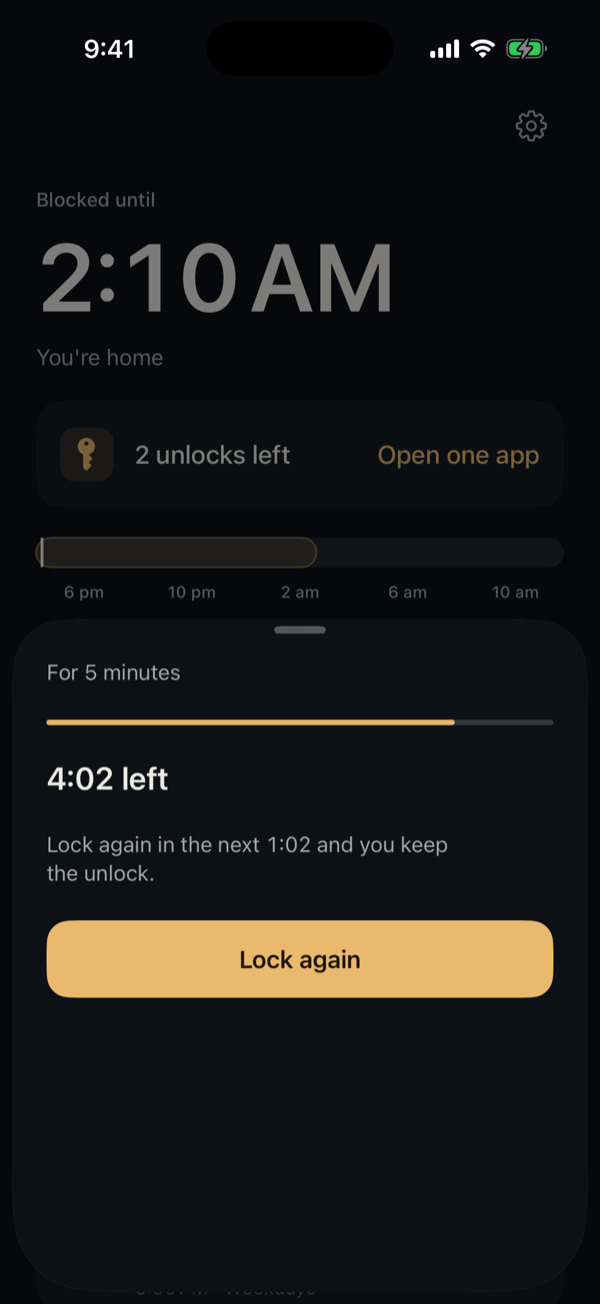 9:41
Blocked until
2:10 AM
You're home
2 unlocks left
Open one app
6 pm 10 pm 2 am 6 am 10 am
For 5 minutes
4:02 left
Lock again in the next 1:02 and you keep
the unlock.
Lock again